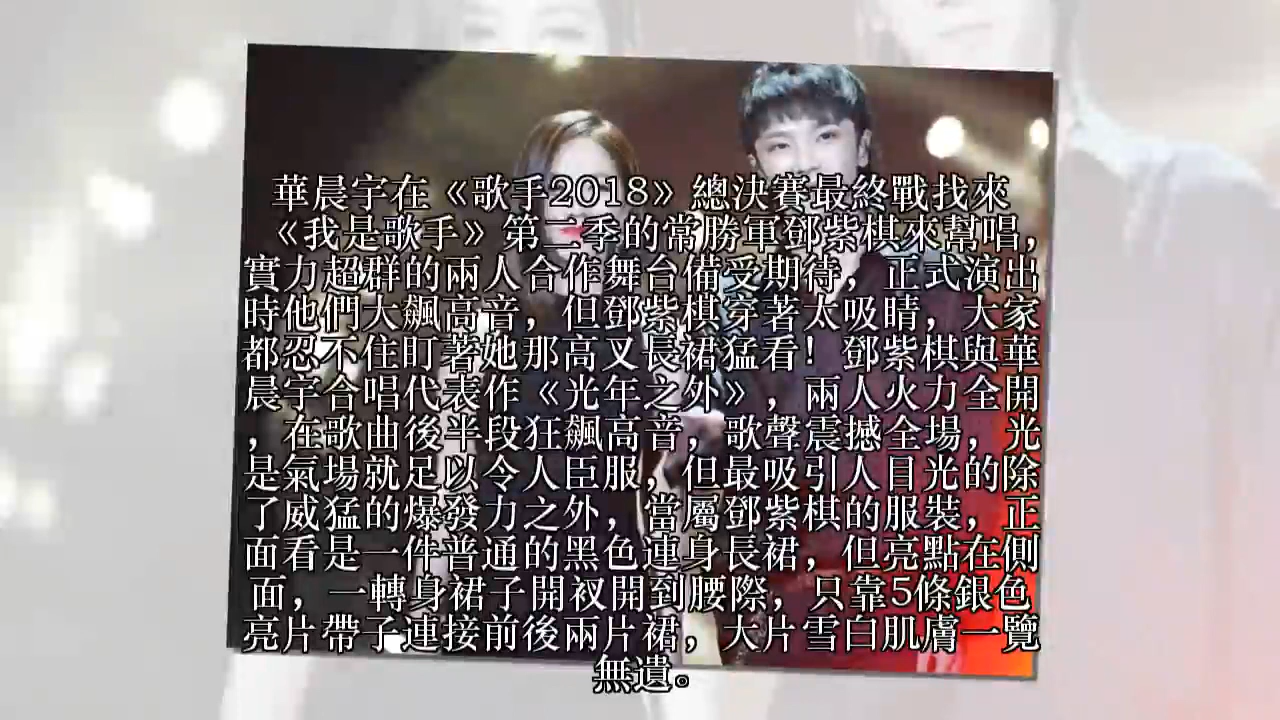 華晨宇在《歌手2018》總決賽最終戰找來
《我是歌手》第二季的常勝軍鄧紫棋來幫唱，
實力超群的兩人合作舞台備受期待，正式演出
時他們大飆高音，但鄧紫棋穿著太吸睛，大家
都忍不住盯著她那高叉長裙猛看！鄧紫棋與華
晨宇合唱代表作《光年之外》，兩人火力全開
，在歌曲後半段狂飆高音，歌聲震撼全場，光
是氣場就足以令人臣服，但最吸引人目光的除
了威猛的爆發力之外，當屬鄧紫棋的服裝，正
面看是一件普通的黑色連身長裙，但亮點在側
面，一轉身裙子開衩開到腰際，只靠5條銀色
亮片帶子連接前後兩片裙，大片雪白肌膚一覽
無遺。